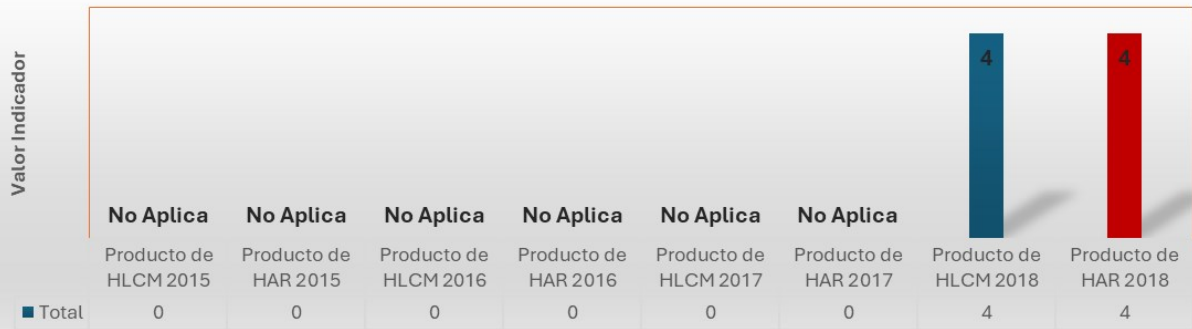 Valor Indicador
4 4
No Aplica No Aplica No Aplica No Aplica No Aplica No Aplica
Producto de Producto de Producto de Producto de Producto de Producto de Producto de Producto de
HLCM 2015 HAR 2015 HLCM 2016 HAR 2016 HLCM 2017 HAR 2017 HLCM 2018 HAR 2018
Total 0 0 0 0 0 0 4 4